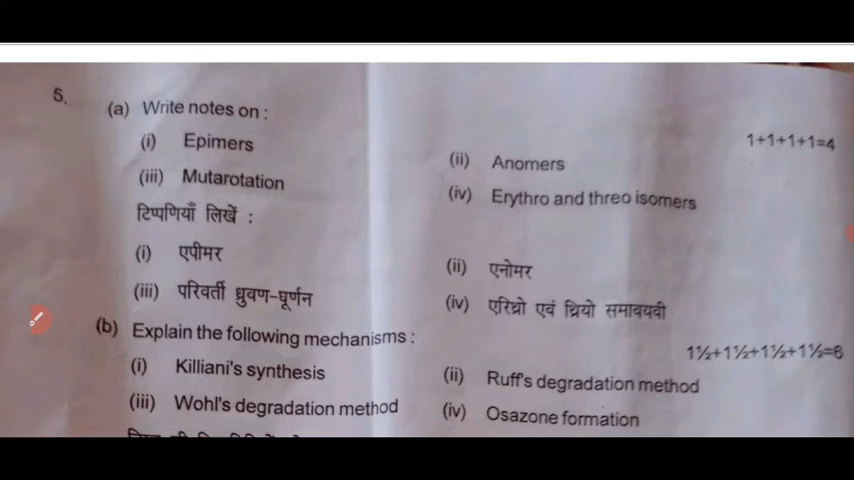 5.
(a) Write notes on :
1+1+1+1=4
(i) Epimers (ii) Anomers
(iii) Mutarotation (iv) Erythro and threo isomers
टिप्पणियाँ लिखें :
(i) एपीमर (ii) एनोमर
(iii) परिवर्ती ध्रुवण-घूर्णन (iv) एरिथ्रो एवं थ्रियो समावयवी
(b) Explain the following mechanisms :
1½+1½+1½+1½=6
(i) Killiani's synthesis (ii) Ruff's degradation method
(iii) Wohl's degradation method (iv) Osazone formation